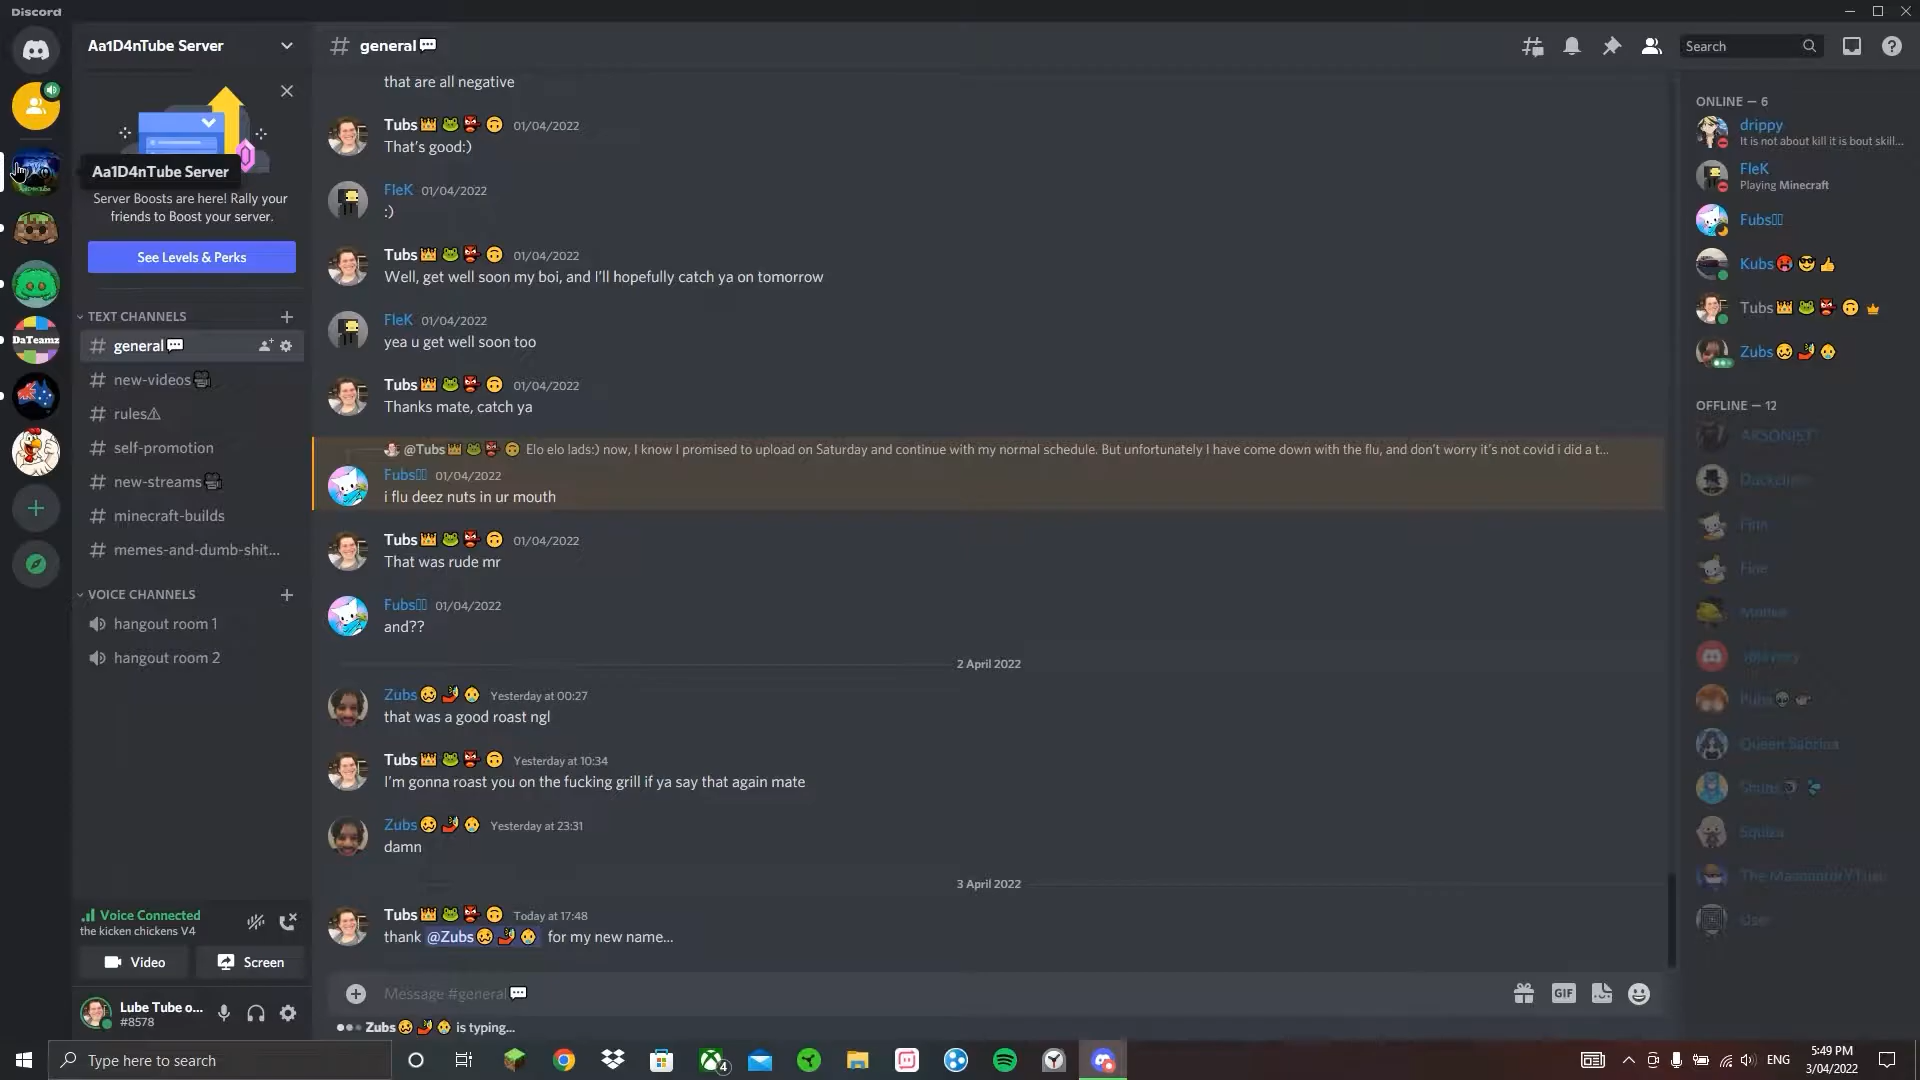 Discord
Aa1D4nTube Server
Aa1D4nTube Server
Server Boosts are here! Rally your
friends to Boost your server.
See Levels & Perks
DaTeamz
TEXT CHANNELS
general💬
new-videos🎥
rules⚠
self-promotion
new-streams🎥
minecraft-builds
memes-and-dumb-shit...
VOICE CHANNELS
hangout room 1
hangout room 2
Voice Connected
the kicken chickens V4
Video
Screen
Lube Tube o...
#8578
# general💬
Search
that are all negative
Tubs👑🐸👺🙃 01/04/2022
That's good:)
FleK 01/04/2022
:)
Tubs👑🐸👺🙃 01/04/2022
Well, get well soon my boi, and I'll hopefully catch ya on tomorrow
FleK 01/04/2022
yea u get well soon too
Tubs👑🐸👺🙃 01/04/2022
Thanks mate, catch ya
@Tubs👑🐸👺🙃 Elo elo lads:) now, I know I promised to upload on Saturday and continue with my normal schedule. But unfortunately I have come down with the flu, and don't worry it's not covid i did a t...
Fubs 01/04/2022
i flu deez nuts in ur mouth
Tubs👑🐸👺🙃 01/04/2022
That was rude mr
Fubs 01/04/2022
and??
2 April 2022
Zubs Yesterday at 00:27
that was a good roast ngl
Tubs👑🐸👺🙃 Yesterday at 10:34
I'm gonna roast you on the fucking grill if ya say that again mate
Zubs Yesterday at 23:31
damn
3 April 2022
Tubs👑🐸👺🙃 Today at 17:48
thank @Zubs for my new name...
Message #general💬
GIF
Zubs is typing...
ONLINE — 6
drippy
It is not about kill it is bout skill...
FleK
Playing Minecraft
Fubs
Kubs😎👍
Tubs👑🐸👺🙃
Zubs
OFFLINE — 12
ARSONIST
Finn
Fine
Queen Sabrina
Squiza
User
Type here to search
4
ENG
5:49 PM
3/04/2022